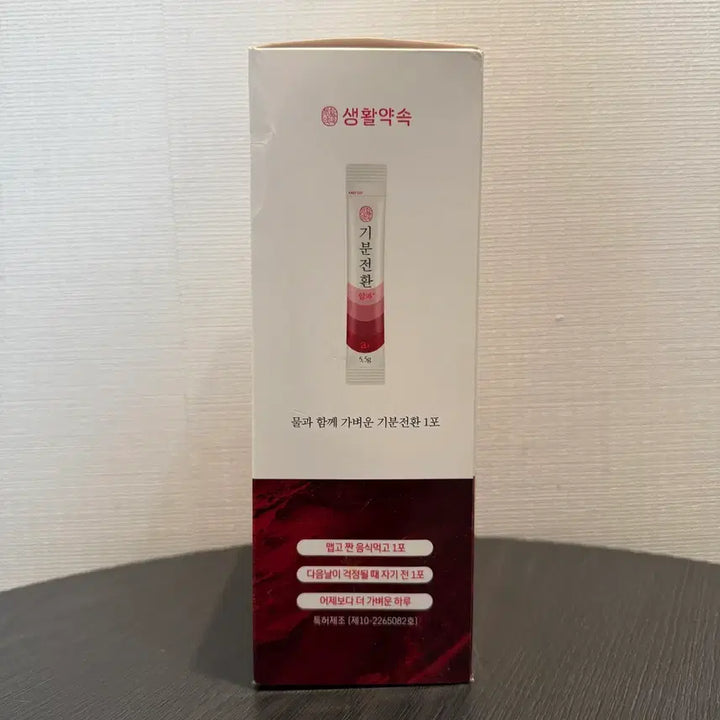 생활약속
기분전환
5.5g
물과 함께 가벼운 기분전환 1포
맵고 짠 음식먹고 1포
다음날이 걱정될 때 자기 전 1포
어제보다 더 가벼운 하루
특허제조 (제10-2265082호)